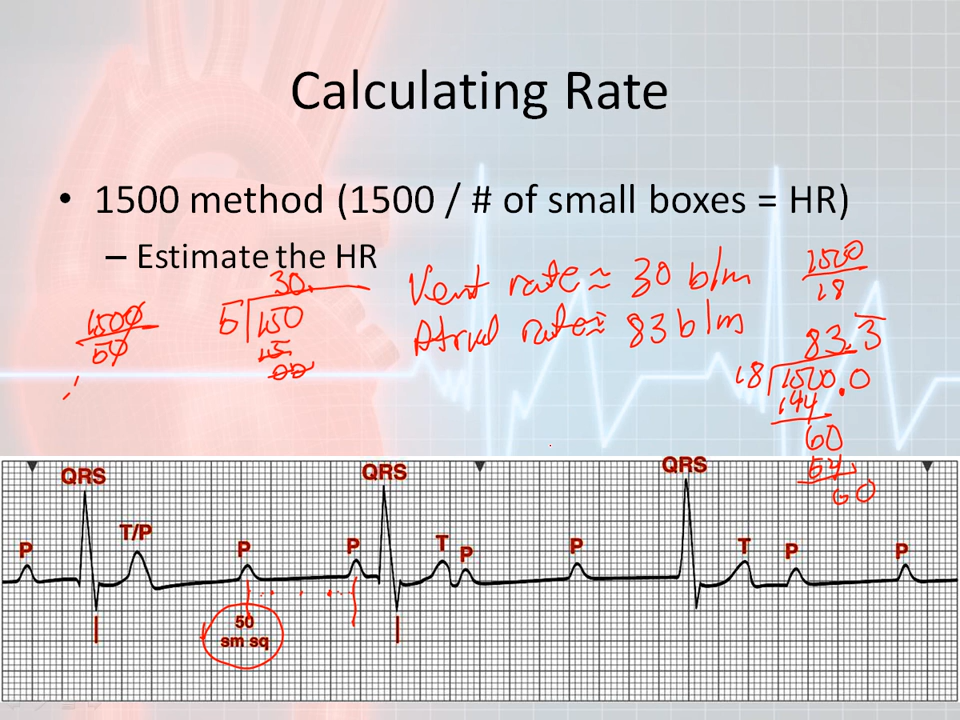 Calculating Rate
• 1500 method (1500 / # of small boxes = HR)
– Estimate the HR
Vent rate ≈ 30 b/m
Atrial rate ≈ 83 b/m
1500
50
30.
5 150
15
00
1500
18
83.3
18 1500.0
144
60
54
60
QRS QRS QRS
P T/P P P T P P T P P
50
sm sq